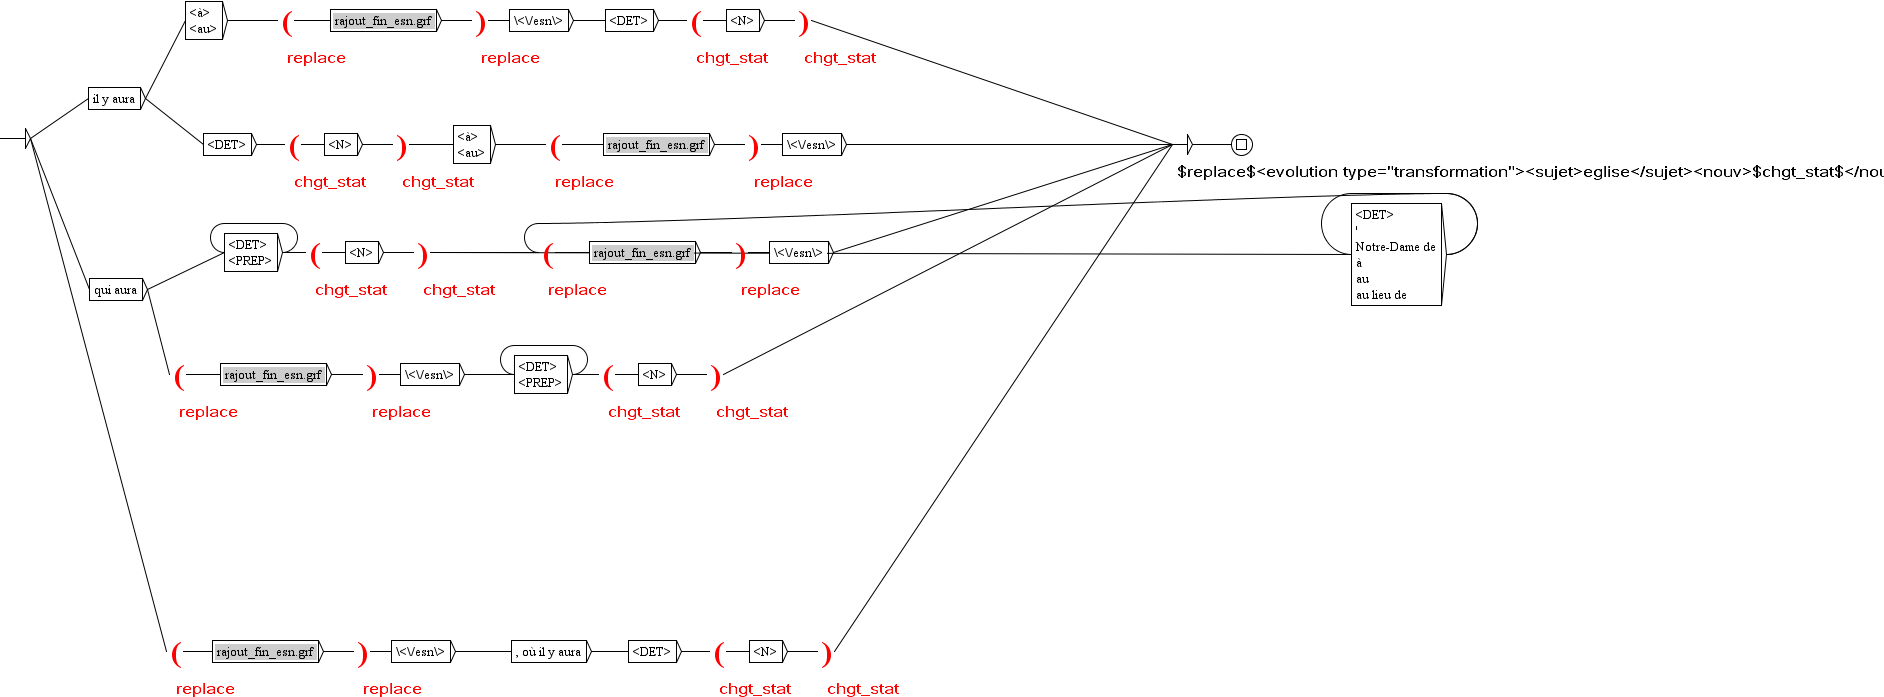 <à>
<au>
( rajout_fin_esn.grf ) \<Vesn\> <DET> ( <N> )
replace replace chgt_stat chgt_stat
il y aura
<DET> ( <N> ) <à> ( rajout_fin_esn.grf ) \<Vesn\>
<au>
chgt_stat chgt_stat replace replace
$replace$<evolution type="transformation"><sujet>eglise</sujet><nouv>$chgt_stat$</nou
<DET>
<PREP>
( <N> ) ( rajout_fin_esn.grf ) \<Vesn\>
<DET>
'
Notre-Dame de
à
au
au lieu de
qui aura
chgt_stat chgt_stat replace replace
( rajout_fin_esn.grf ) \<Vesn\> <DET> ( <N> )
<PREP>
replace replace chgt_stat chgt_stat
( rajout_fin_esn.grf ) \<Vesn\> , où il y aura <DET> ( <N> )
replace replace chgt_stat chgt_stat